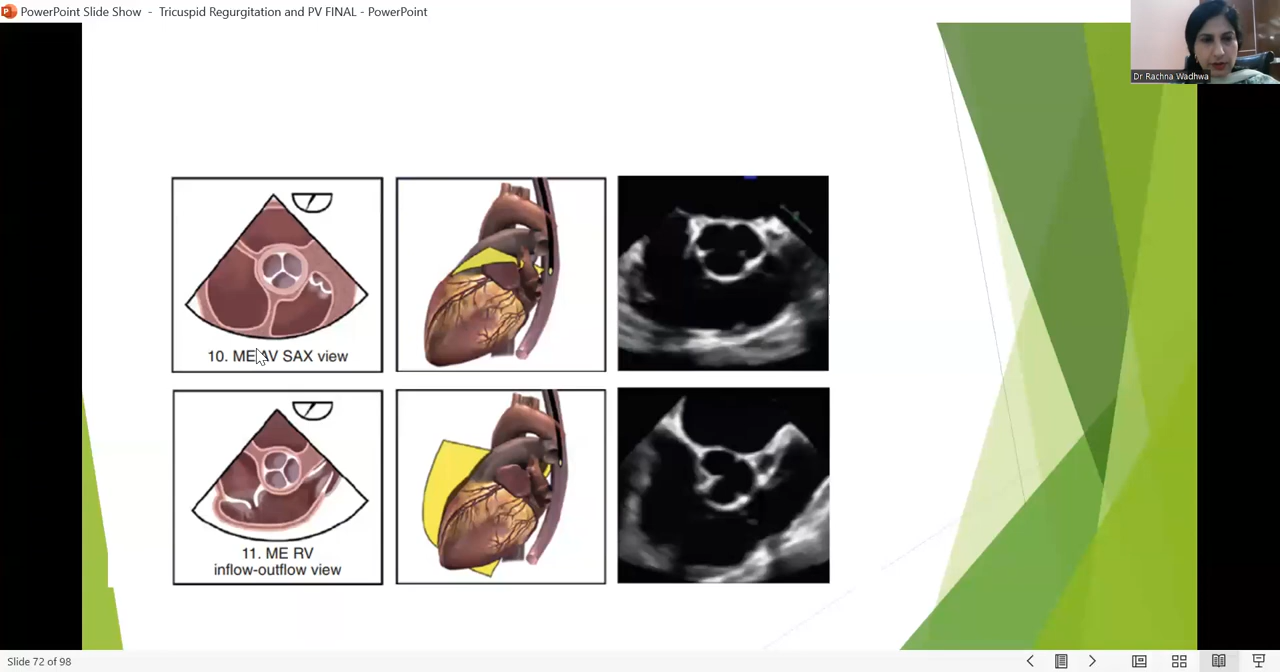 PowerPoint Slide Show - Tricuspid Regurgitation and PV FINAL - PowerPoint
Dr Rachna Wadhwa
10. ME AV SAX view
11. ME RV
inflow-outflow view
Slide 72 of 98